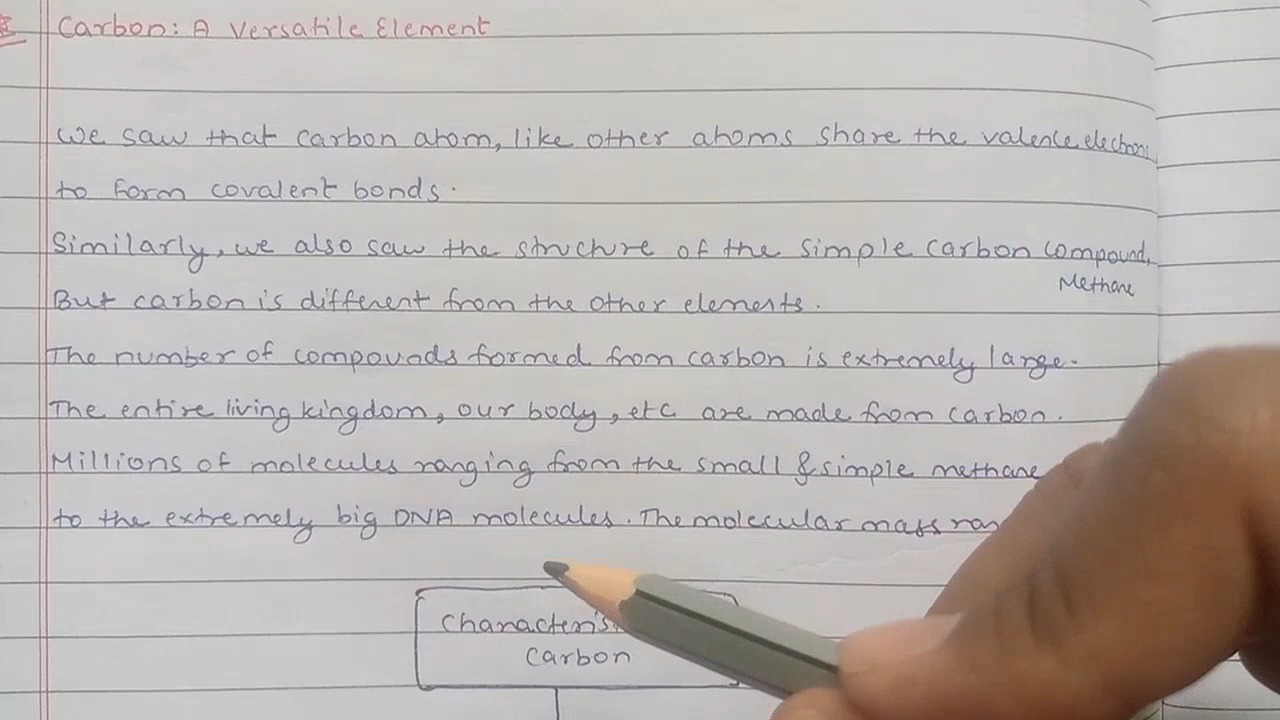 Carbon: A Versatile Element
We saw that carbon atom, like other atoms share the valence electrons
to form covalent bonds.
Similarly, we also saw the structure of the simple carbon compound,
Methane
But carbon is different from the other elements.
The number of compounds formed from carbon is extremely large.
The entire living kingdom, our body, etc are made from carbon.
Millions of molecules ranging from the small & simple methane
to the extremely big DNA molecules. The molecular mass
Carbon